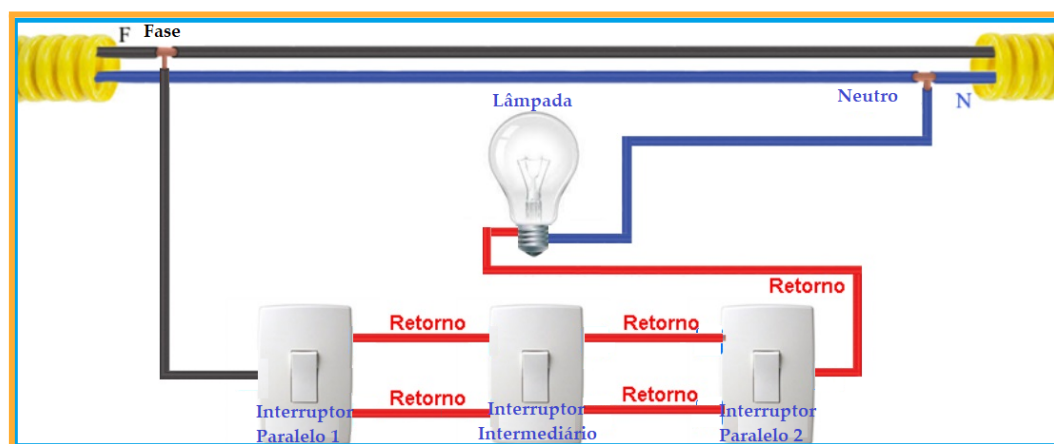 F Fase
Lâmpada
Neutro N
Retorno
Retorno Retorno
Retorno Retorno
Interruptor Paralelo 1
Interruptor Intermediário
Interruptor Paralelo 2